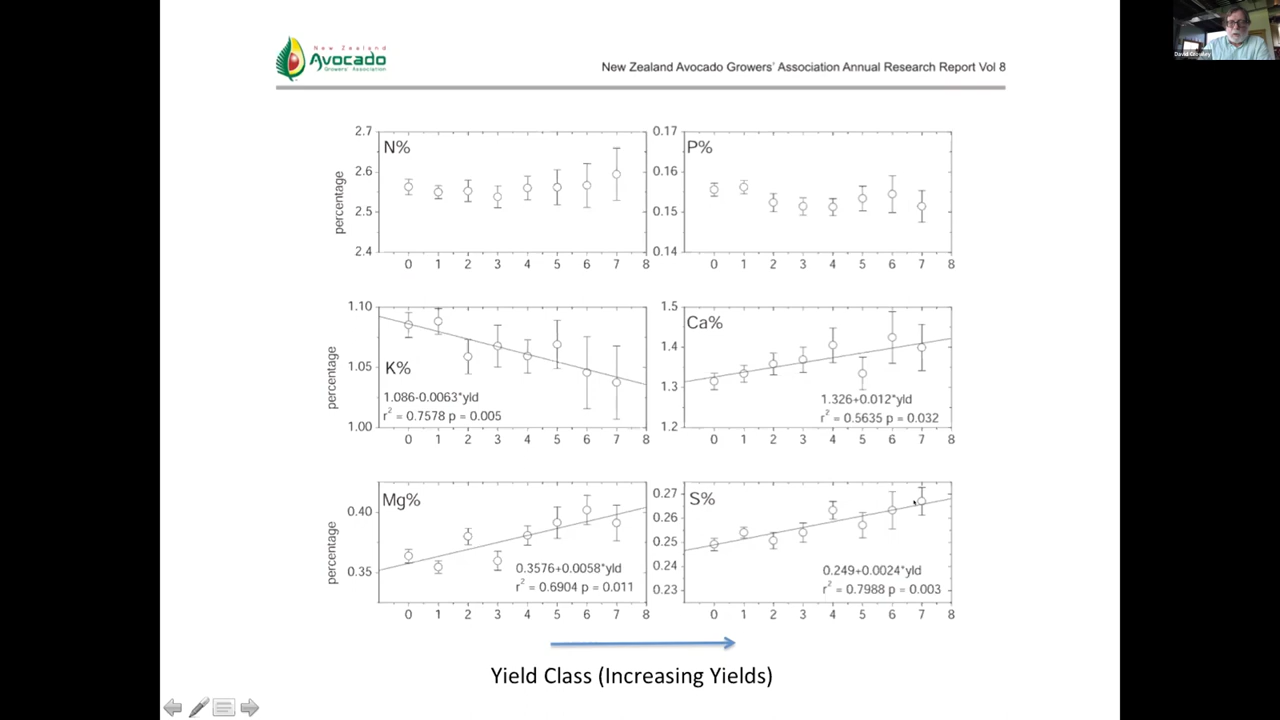 New Zealand
Avocado
Growers' Association
New Zealand Avocado Growers' Association Annual Research Report Vol 8
2.7
2.6
2.5
2.4
percentage
N%
0 1 2 3 4 5 6 7 8
0.17
0.16
0.15
0.14
P%
0 1 2 3 4 5 6 7 8
1.10
1.05
1.00
percentage
K%
1.086-0.0063*yld
r² = 0.7578 p = 0.005
0 1 2 3 4 5 6 7 8
1.5
1.4
1.3
1.2
Ca%
1.326+0.012*yld
r² = 0.5635 p = 0.032
0 1 2 3 4 5 6 7 8
0.40
0.35
percentage
Mg%
0.3576+0.0058*yld
r² = 0.6904 p = 0.011
0 1 2 3 4 5 6 7 8
0.27
0.26
0.25
0.24
0.23
S%
0.249+0.0024*yld
r² = 0.7988 p = 0.003
0 1 2 3 4 5 6 7 8
Yield Class (Increasing Yields)